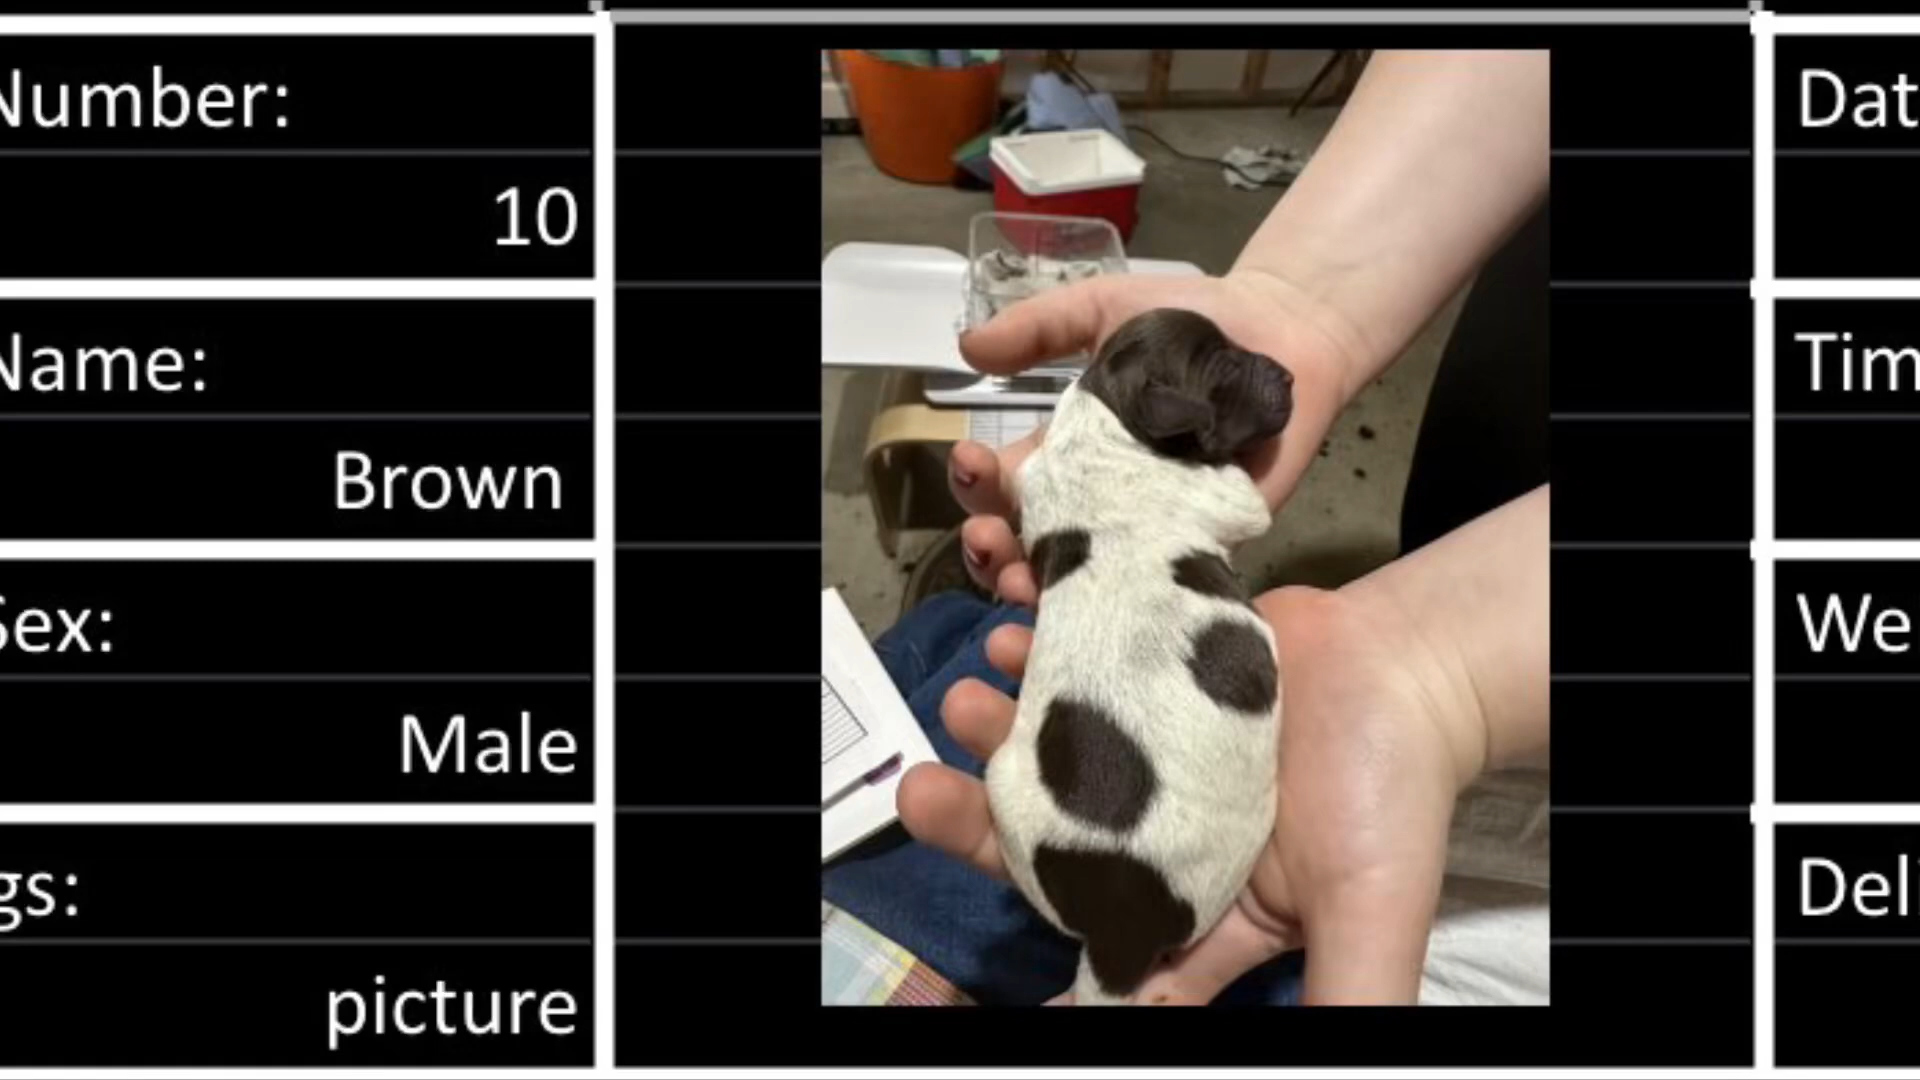 Number:
10
Name:
Brown
Sex:
Male
gs:
picture
Dat
Tim
We
Del